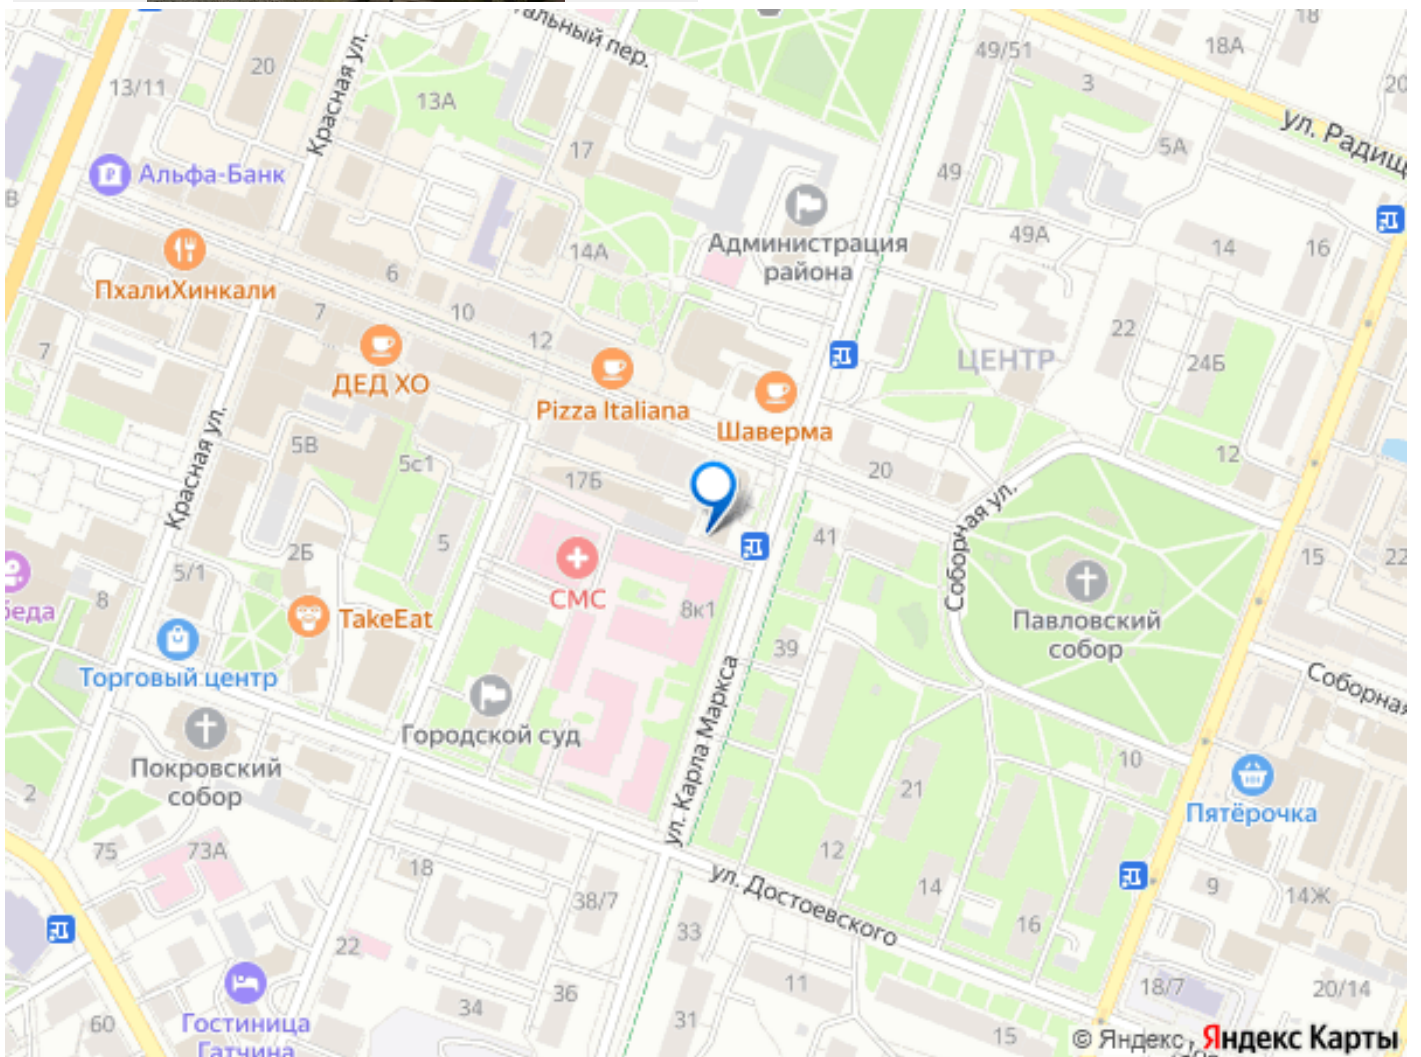 альный пер.
18
20
18А
49/51
3
20
13/11
13А
Красная ул.
ул. Радищ
17
5А
49
Альфа-Банк
В
Администрация
района
49А
14
16
14А
6
ПхалиХинкали
7
10
12
22
ЦЕНТР
24Б
7
ДЕД ХО
Pizza Italiana
Шаверма
5В
5с1
17Б
20
12
Красная ул.
Соборная ул.
2Б
5
41
15
22
5/1
СМС
8к1
Павловский
собор
беда
8
TakeEat
39
Торговый центр
Соборная
Городской суд
ул. Карла Маркса
Покровский
собор
10
2
21
Пятёрочка
75
73А
12
18
14
9
14Ж
ул. Достоевского
38/7
33
16
22
11
18/7
20/14
34
36
Гостиница
Гатчина
60
31
15
© Яндекс
Яндекс Карты